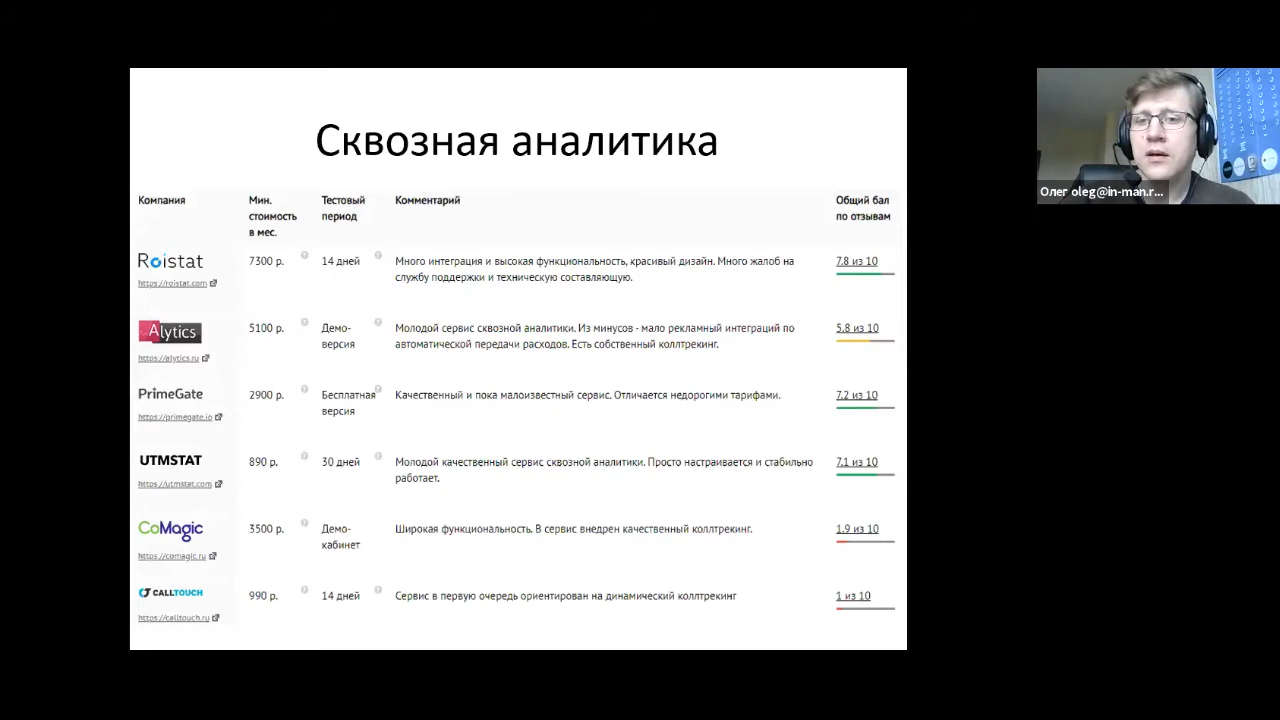 Сквозная аналитика
Олег oleg@in-man.r...
Компания
Мин.
стоимость
в мес.
Тестовый
период
Комментарий
Общий бал
по отзывам
Roistat
https://roistat.com
7300 р.
14 дней
Много интеграция и высокая функциональность, красивый дизайн. Много жалоб на
службу поддержки и техническую составляющую.
7.8 из 10
Alytics
https://alytics.ru
5100 р.
Демо-
версия
Молодой сервис сквозной аналитики. Из минусов - мало рекламный интеграций по
автоматической передачи расходов. Есть собственный коллтрекинг.
5.8 из 10
PrimeGate
https://primegate.io
2900 р.
Бесплатная
версия
Качественный и пока малоизвестный сервис. Отличается недорогими тарифами.
7.2 из 10
UTMSTAT
https://utmstat.com
890 р.
30 дней
Молодой качественный сервис сквозной аналитики. Просто настраивается и стабильно
работает.
7.1 из 10
CoMagic
https://comagic.ru
3500 р.
Демо-
кабинет
Широкая функциональность. В сервис внедрен качественный коллтрекинг.
1.9 из 10
CALLTOUCH
https://calltouch.ru
990 р.
14 дней
Сервис в первую очередь ориентирован на динамический коллтрекинг
1 из 10